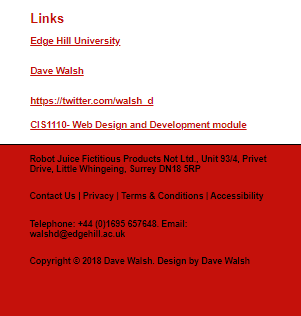 Links
Edge Hill University
Dave Walsh
https://twitter.com/walsh_d
CIS1110- Web Design and Development module
Robot Juice Fictitious Products Not Ltd., Unit 93/4, Privet
Drive, Little Whingeing, Surrey DN18 5RP
Contact Us | Privacy | Terms & Conditions | Accessibility
Telephone: +44 (0)1695 657648: Email:
walshd@edgehill.ac.uk
Copyright © 2018 Dave Walsh. Design by Dave Walsh